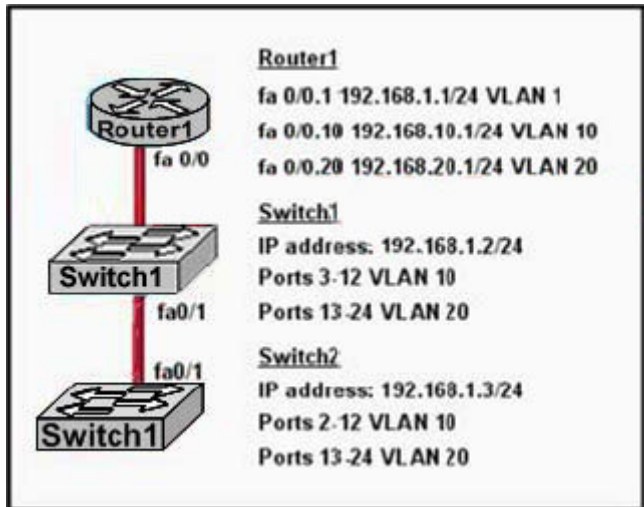 Router1
fa 0/0.1 192.168.1.1/24 VLAN 1
fa 0/0.10 192.168.10.1/24 VLAN 10
fa 0/0.20 192.168.20.1/24 VLAN 20
Router1
fa 0/0
Switch1
IP address: 192.168.1.2/24
Ports 3-12 VLAN 10
Ports 13-24 VLAN 20
Switch1
fa0/1
fa0/1
Switch2
IP address: 192.168.1.3/24
Ports 2-12 VLAN 10
Ports 13-24 VLAN 20
Switch1